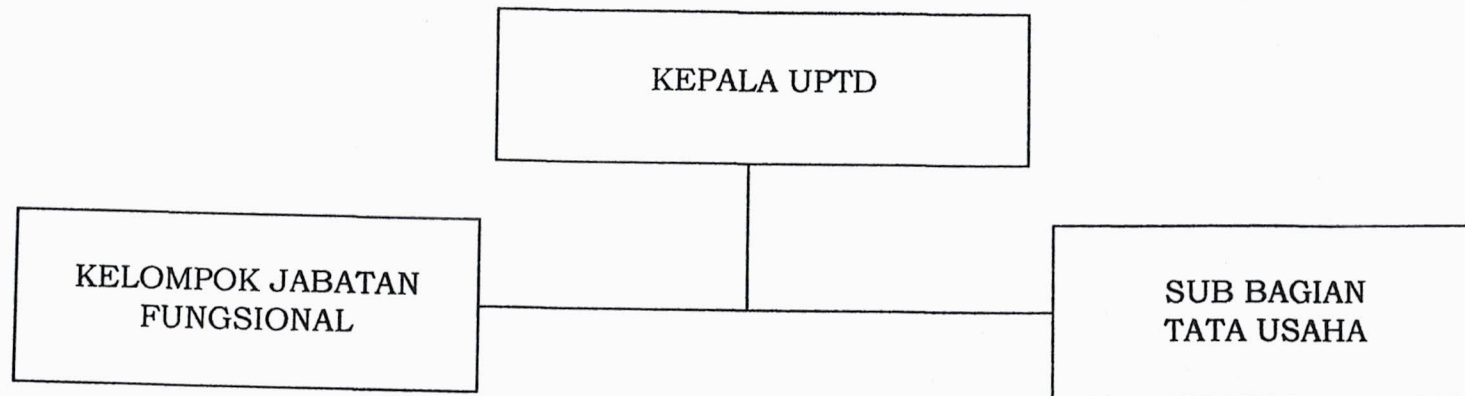 KEPALA UPTD
KELOMPOK JABATAN
FUNGSIONAL
SUB BAGIAN
TATA USAHA